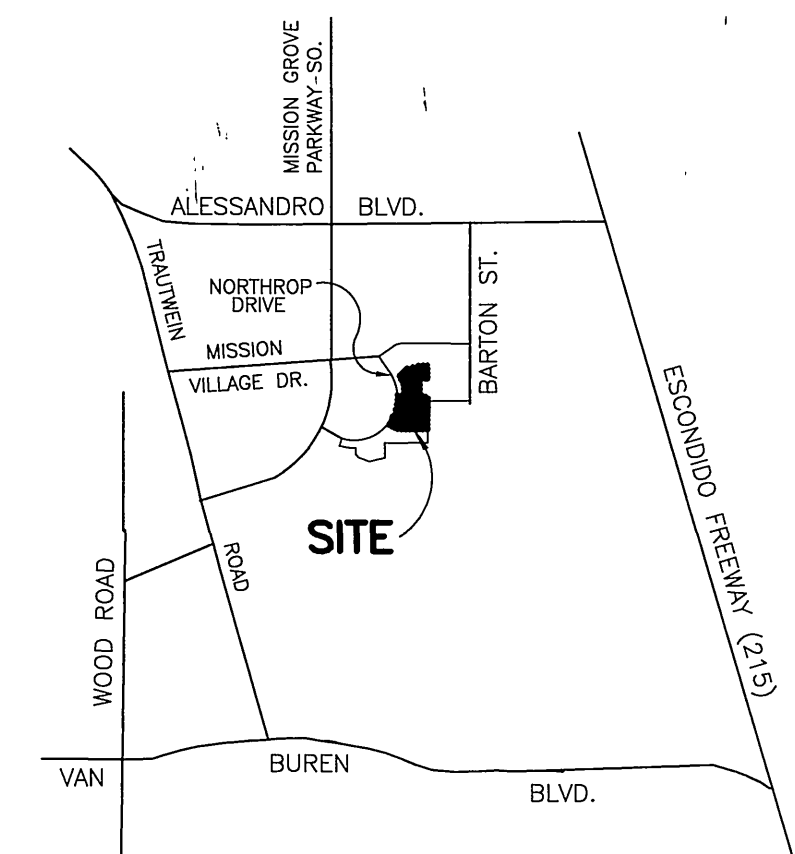 MISSION GROVE
PARKWAY-SO.
ALESSANDRO BLVD.
TRAUTWEIN
NORTHROP
DRIVE
BARTON ST.
MISSION
VILLAGE DR.
ESCONDIDO FREEWAY (215)
SITE
ROAD
WOOD ROAD
VAN BUREN BLVD.